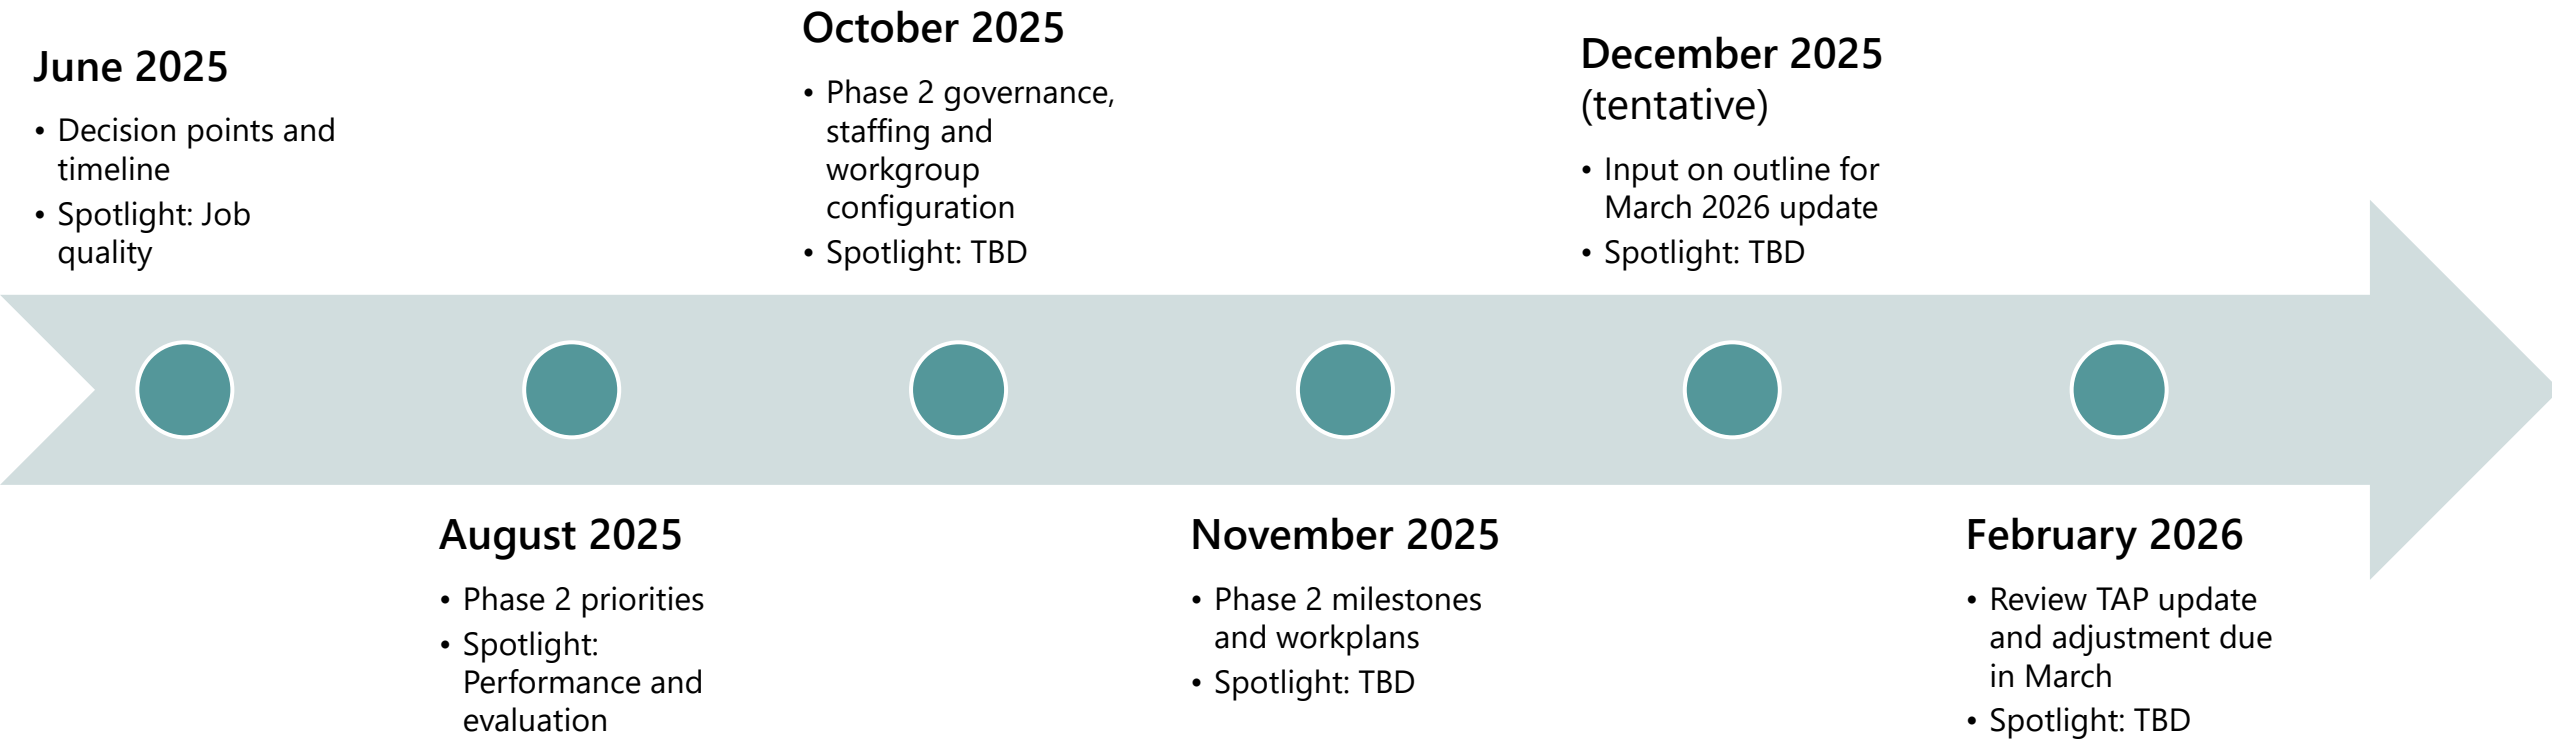 June 2025
• Decision points and
timeline
• Spotlight: Job
quality
August 2025
• Phase 2 priorities
• Spotlight:
Performance and
evaluation
October 2025
• Phase 2 governance,
staffing and
workgroup
configuration
• Spotlight: TBD
November 2025
• Phase 2 milestones
and workplans
• Spotlight: TBD
December 2025
(tentative)
• Input on outline for
March 2026 update
• Spotlight: TBD
February 2026
• Review TAP update
and adjustment due
in March
• Spotlight: TBD